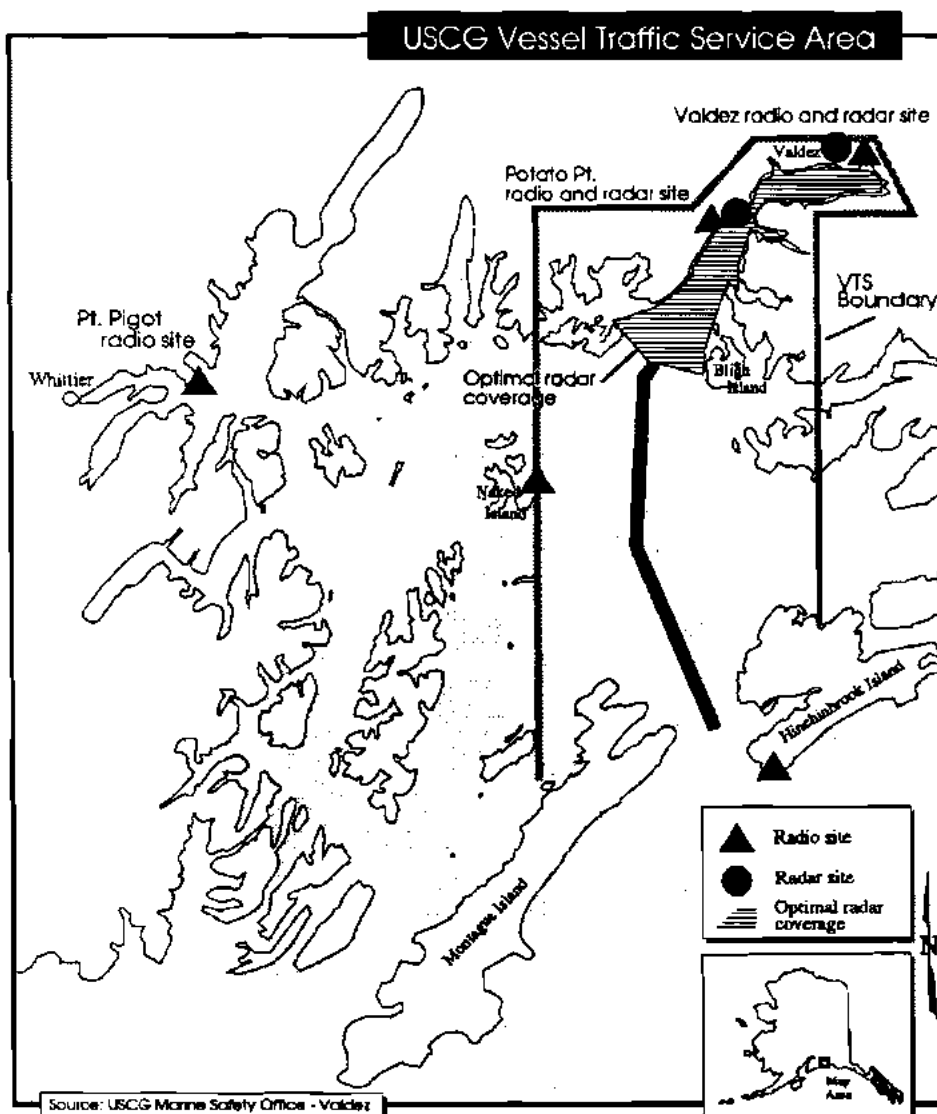 USCG Vessel Traffic Service Area
Valdez radio and radar site
Valdez
Potato Pt.
radio and radar site
VTS
Boundary
Pt. Pigot
radio site
Whittier
Optimal radar
coverage
Bligh
Island
Naked
Island
Hinchinbrook Island
Montague Island
Radio site
Radar site
Optimal radar
coverage
N
Map
Area
Source: USCG Marine Safety Office - Valdez